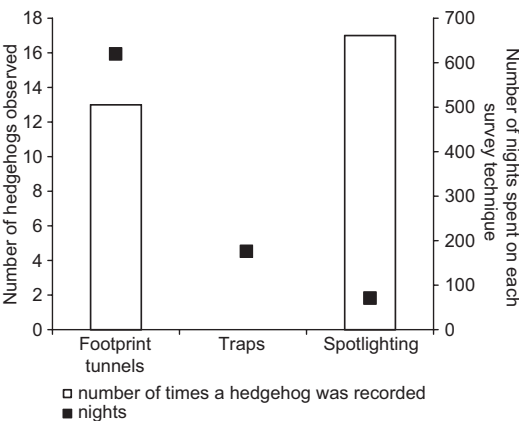 Number of hedgehogs observed
18
16
14
12
10
8
6
4
2
0
700
600
500
400
300
200
100
0
Number of nights spent on each
survey technique
Footprint
tunnels
Traps
Spotlighting
number of times a hedgehog was recorded
nights